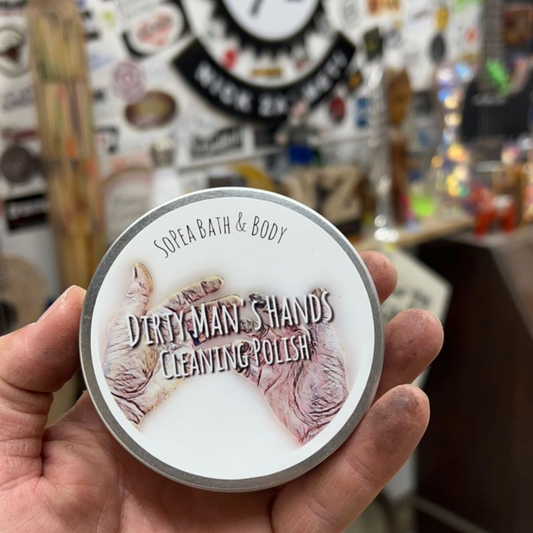 SOPEA BATH & BODY
DIRTY MAN'S HANDS
CLEANING POLISH